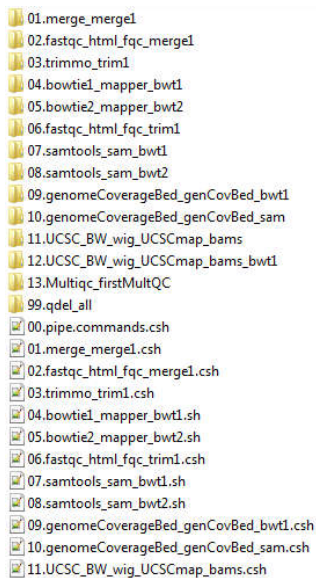 01.merge_merge1
02.fastqc_html_fqc_merge1
03.trimmo_trim1
04.bowtie1_mapper_bwt1
05.bowtie2_mapper_bwt2
06.fastqc_html_fqc_trim1
07.samtools_sam_bwt1
08.samtools_sam_bwt2
09.genomeCoverageBed_genCovBed_bwt1
10.genomeCoverageBed_genCovBed_sam
11.UCSC_BW_wig_UCSCmap_bams
12.UCSC_BW_wig_UCSCmap_bams_bwt1
13.Multiqc_firstMultQC
99.qdel_all
00.pipe.commands.csh
01.merge_merge1.csh
02.fastqc_html_fqc_merge1.csh
03.trimmo_trim1.csh
04.bowtie1_mapper_bwt1.sh
05.bowtie2_mapper_bwt2.sh
06.fastqc_html_fqc_trim1.csh
07.samtools_sam_bwt1.sh
08.samtools_sam_bwt2.sh
09.genomeCoverageBed_genCovBed_bwt1.csh
10.genomeCoverageBed_genCovBed_sam.csh
11.UCSC_BW_wig_UCSCmap_bams.csh